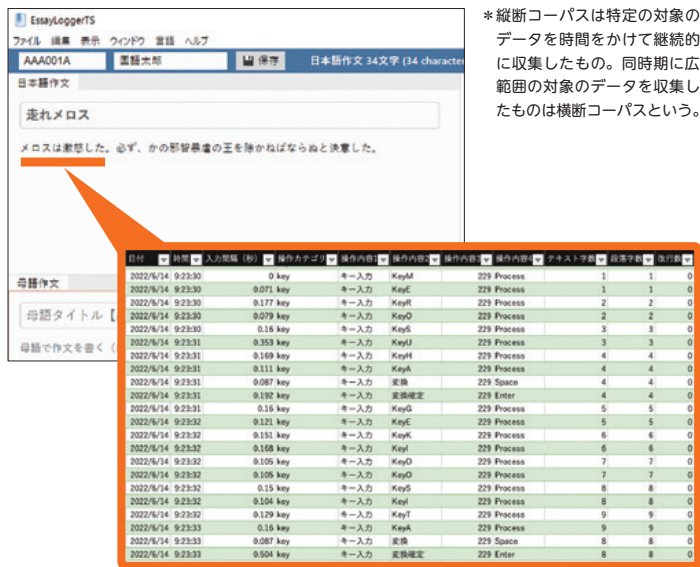 EssayLoggerTS
ファイル 編集 表示 ウィンドウ 言語 ヘルプ
AAA001A 国語太郎 保存 日本語作文 34文字 (34 character
日本語作文
走れメロス
メロスは激怒した。必ず、かの邪智暴虐の王を除かねばならぬと決意した。
母語作文
母語タイトル【
母語で作文を書く（
＊縦断コーパスは特定の対象の
データを時間をかけて継続的
に収集したもの。同時期に広
範囲の対象のデータを収集し
たものは横断コーパスという。
日付 時間 入力間隔（秒） 操作カテゴリ 操作内容1 操作内容2 操作内容3 操作内容4 テキスト字数 段落字数 改行数
2022/6/14 9:23:30 0 key キー入力 KeyM 229 Process 1 1 0
2022/6/14 9:23:30 0.071 key キー入力 KeyE 229 Process 1 1 0
2022/6/14 9:23:30 0.177 key キー入力 KeyR 229 Process 2 2 0
2022/6/14 9:23:30 0.079 key キー入力 KeyO 229 Process 2 2 0
2022/6/14 9:23:30 0.16 key キー入力 KeyS 229 Process 3 3 0
2022/6/14 9:23:31 0.353 key キー入力 KeyU 229 Process 3 3 0
2022/6/14 9:23:31 0.169 key キー入力 KeyH 229 Process 4 4 0
2022/6/14 9:23:31 0.111 key キー入力 KeyA 229 Process 4 4 0
2022/6/14 9:23:31 0.087 key キー入力 変換 229 Space 4 4 0
2022/6/14 9:23:31 0.192 key キー入力 変換確定 229 Enter 4 4 0
2022/6/14 9:23:31 0.16 key キー入力 KeyG 229 Process 5 5 0
2022/6/14 9:23:32 0.121 key キー入力 KeyE 229 Process 5 5 0
2022/6/14 9:23:32 0.151 key キー入力 KeyK 229 Process 6 6 0
2022/6/14 9:23:32 0.168 key キー入力 KeyI 229 Process 6 6 0
2022/6/14 9:23:32 0.105 key キー入力 KeyD 229 Process 7 7 0
2022/6/14 9:23:32 0.105 key キー入力 KeyO 229 Process 7 7 0
2022/6/14 9:23:32 0.15 key キー入力 KeyS 229 Process 8 8 0
2022/6/14 9:23:32 0.104 key キー入力 KeyI 229 Process 8 8 0
2022/6/14 9:23:32 0.129 key キー入力 KeyT 229 Process 9 9 0
2022/6/14 9:23:33 0.16 key キー入力 KeyA 229 Process 9 9 0
2022/6/14 9:23:33 0.087 key キー入力 変換 229 Space 8 8 0
2022/6/14 9:23:33 0.504 key キー入力 変換確定 229 Enter 8 8 0